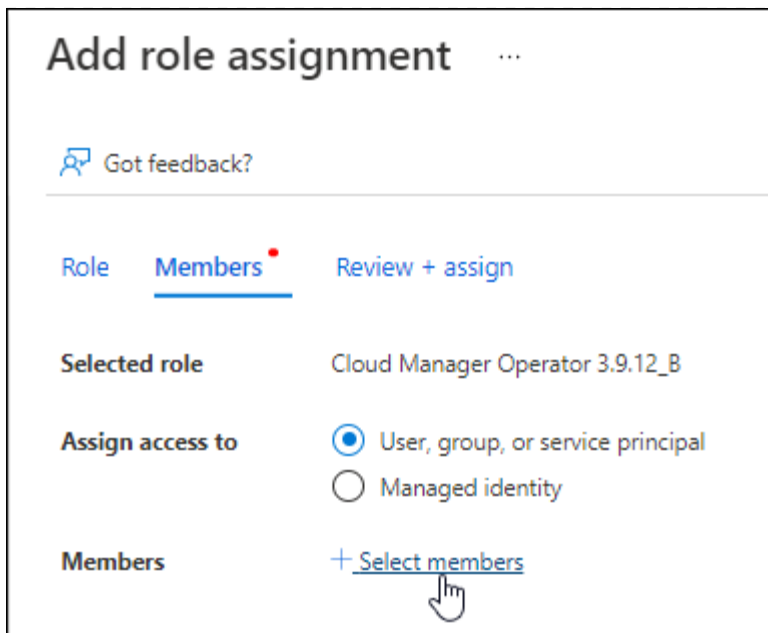 Add role assignment ...
Got feedback?
Role Members Review + assign
Selected role Cloud Manager Operator 3.9.12_B
Assign access to User, group, or service principal
Managed identity
Members + Select members